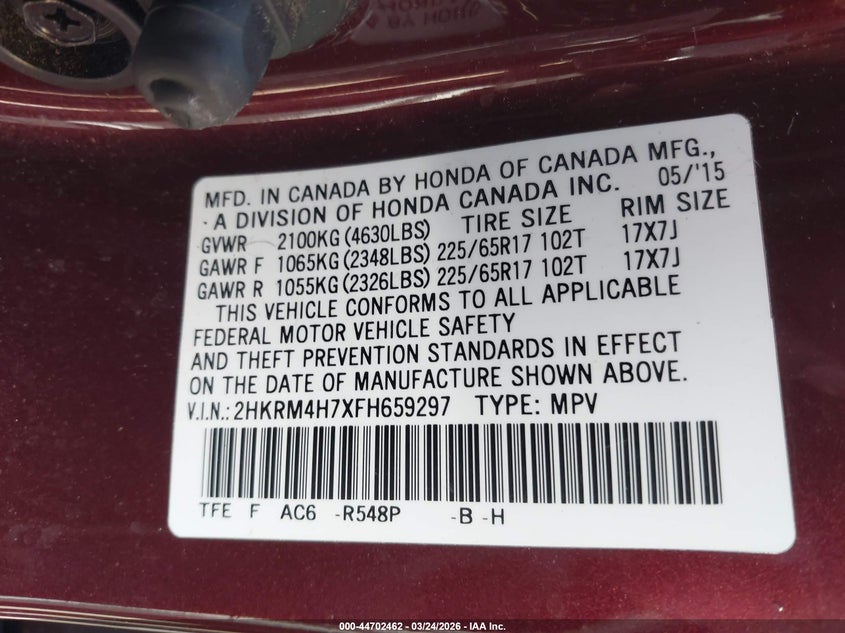 MFD. IN CANADA BY HONDA OF CANADA MFG.,
- A DIVISION OF HONDA CANADA INC. 05/'15
GVWR 2100KG (4630LBS) TIRE SIZE RIM SIZE
GAWR F 1065KG (2348LBS) 225/65R17 102T 17X7J
GAWR R 1055KG (2326LBS) 225/65R17 102T 17X7J
THIS VEHICLE CONFORMS TO ALL APPLICABLE
FEDERAL MOTOR VEHICLE SAFETY
AND THEFT PREVENTION STANDARDS IN EFFECT
ON THE DATE OF MANUFACTURE SHOWN ABOVE.
V.I.N.: 2HKRM4H7XFH659297 TYPE: MPV
TFE F AC6 -R548P -B -H
000-44702462 - 03/24/2026 - IAA Inc.